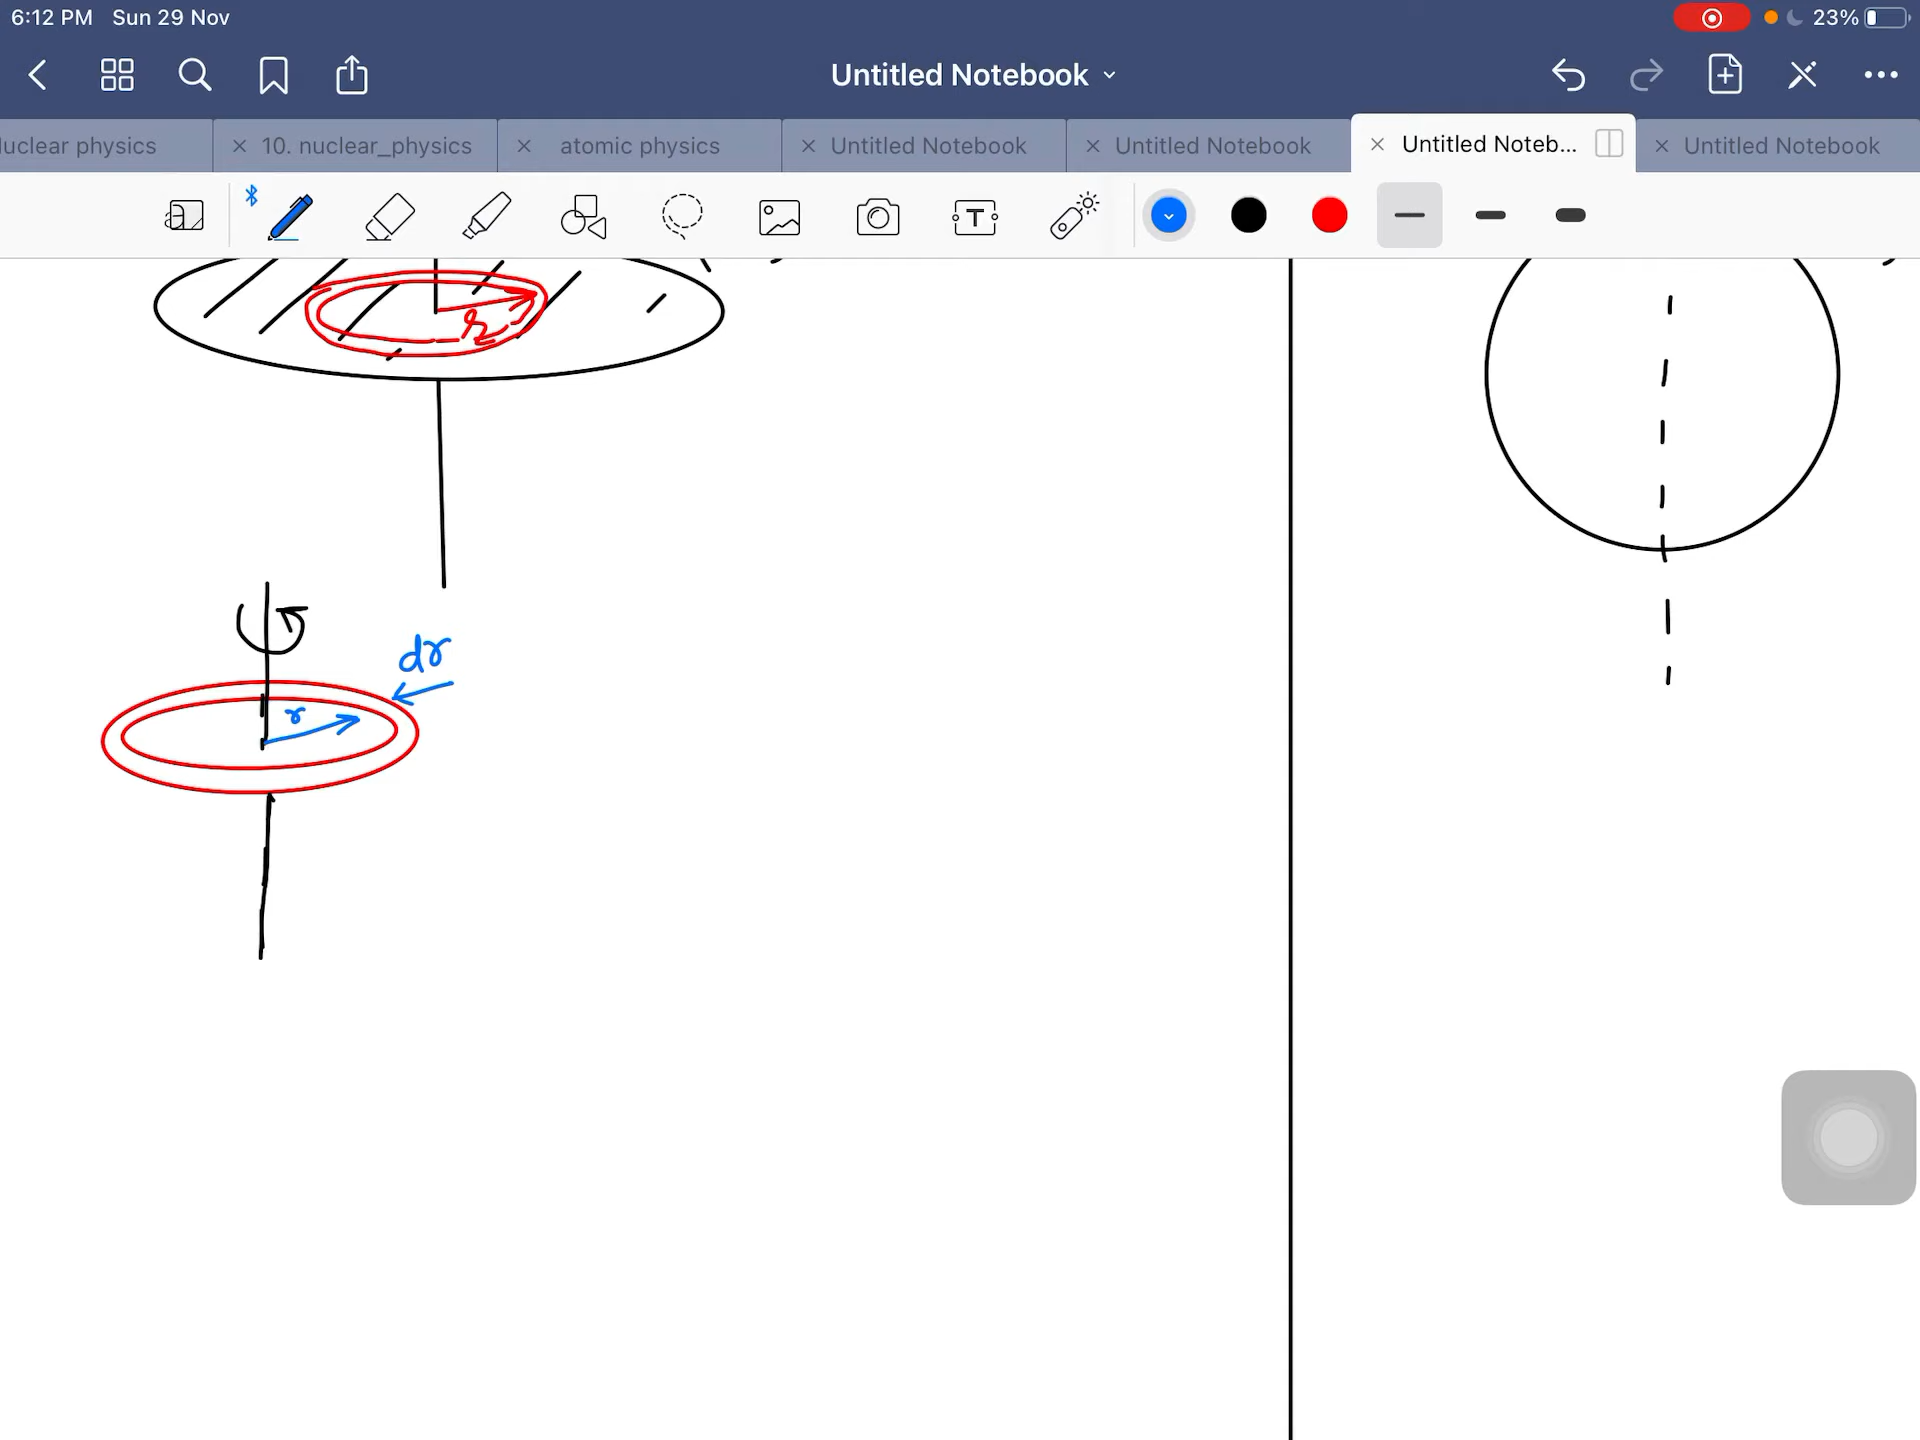 6:12 PM Sun 29 Nov
23%
Untitled Notebook
luclear physics
10. nuclear_physics
atomic physics
Untitled Notebook
Untitled Notebook
Untitled Noteb...
Untitled Notebook
a
T
r
dr
r